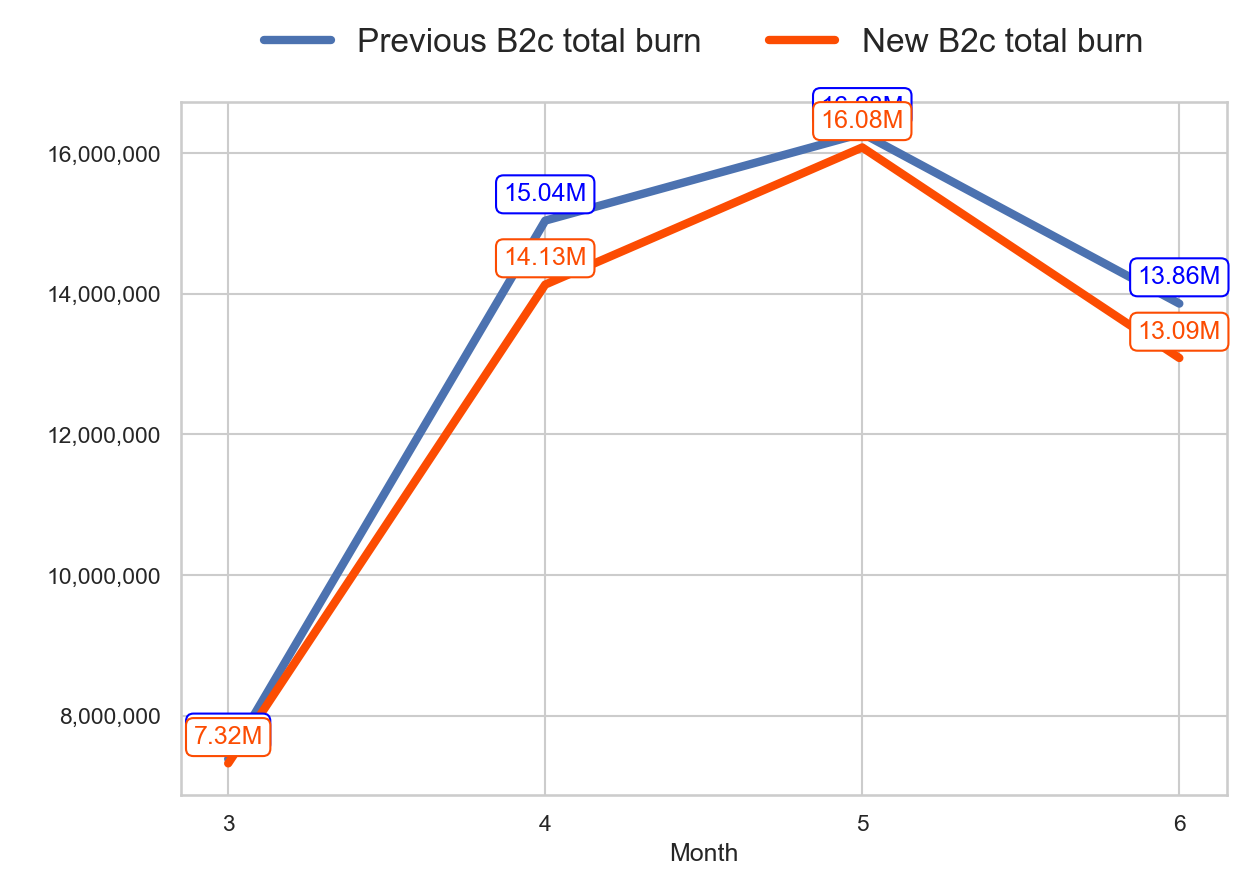 Previous B2c total burn New B2c total burn
16.08M
16,000,000
15.04M
14.13M
14,000,000
13.86M
13.09M
12,000,000
10,000,000
8,000,000
7.32M
3 4 5 6
Month